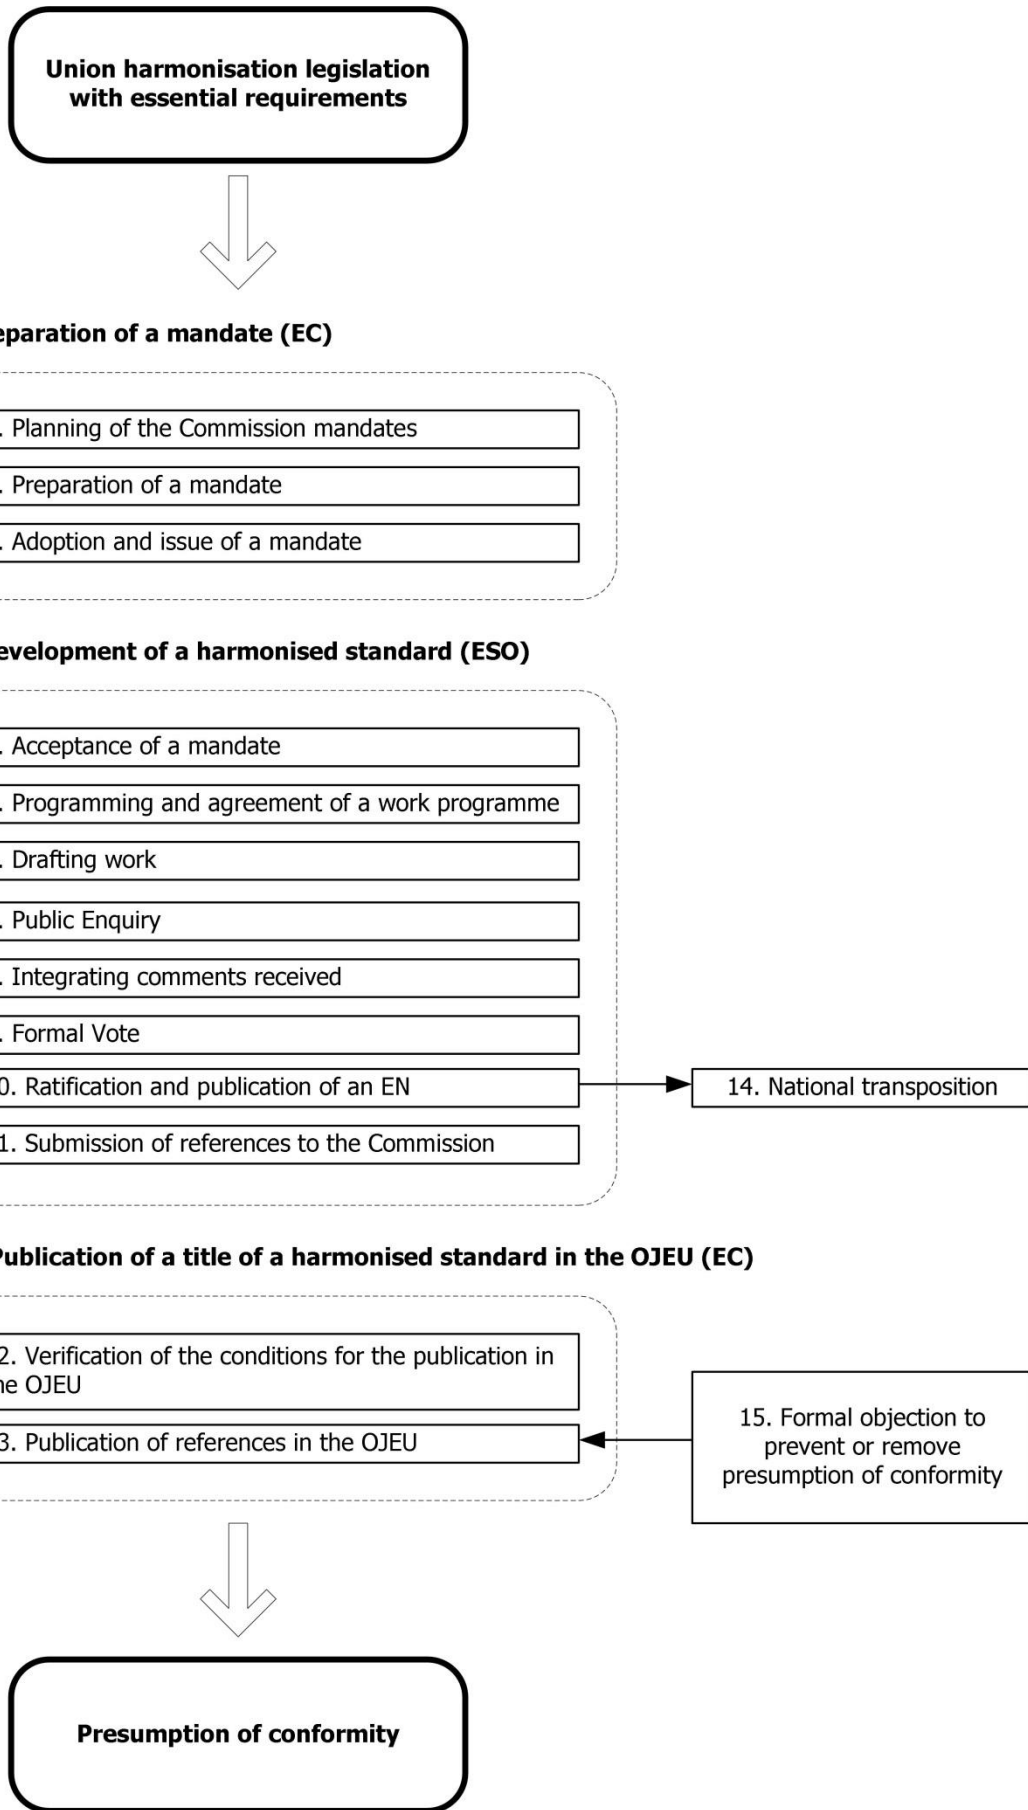 Union harmonisation legislation
with essential requirements
eparation of a mandate (EC)
. Planning of the Commission mandates
. Preparation of a mandate
. Adoption and issue of a mandate
evelopment of a harmonised standard (ESO)
. Acceptance of a mandate
. Programming and agreement of a work programme
. Drafting work
. Public Enquiry
. Integrating comments received
. Formal Vote
0. Ratification and publication of an EN
14. National transposition
1. Submission of references to the Commission
Publication of a title of a harmonised standard in the OJEU (EC)
2. Verification of the conditions for the publication in
he OJEU
3. Publication of references in the OJEU
15. Formal objection to
prevent or remove
presumption of conformity
Presumption of conformity